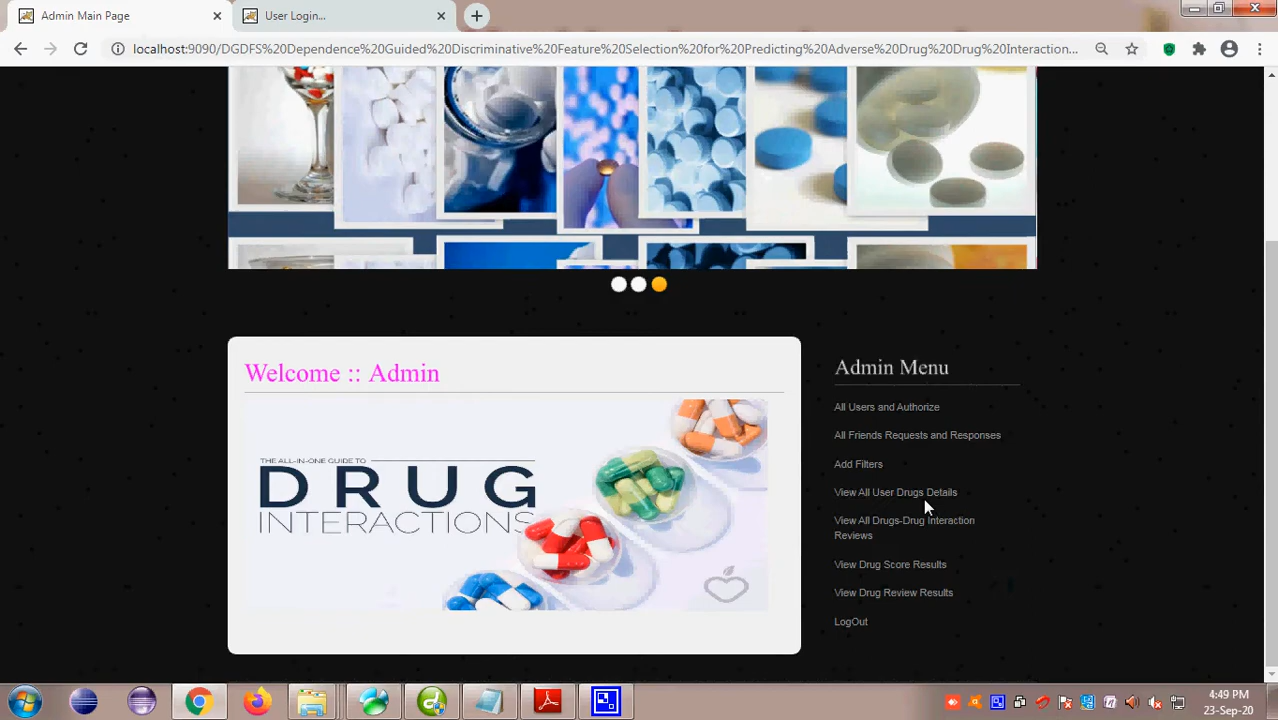 Admin Main Page
User Login...
localhost:9090/DGDFS%20Dependence%20Guided%20Discriminative%20Feature%20Selection%20for%20Predicting%20Adverse%20Drug%20Drug%20Interaction...
Welcome :: Admin
THE ALL-IN-ONE GUIDE TO
DRUG
INTERACTIONS
Admin Menu
All Users and Authorize
All Friends Requests and Responses
Add Filters
View All User Drugs Details
View All Drugs-Drug Interaction
Reviews
View Drug Score Results
View Drug Review Results
LogOut
4:49 PM
23-Sep-20